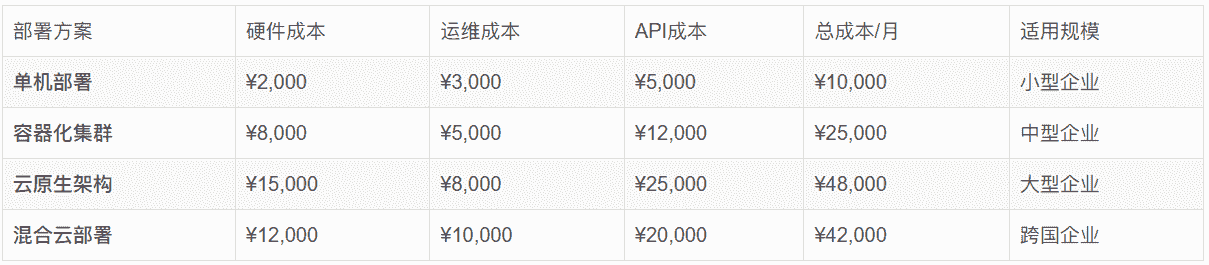 部署方案 硬件成本 运维成本 API成本 总成本/月 适用规模
单机部署 ¥2,000 ¥3,000 ¥5,000 ¥10,000 小型企业
容器化集群 ¥8,000 ¥5,000 ¥12,000 ¥25,000 中型企业
云原生架构 ¥15,000 ¥8,000 ¥25,000 ¥48,000 大型企业
混合云部署 ¥12,000 ¥10,000 ¥20,000 ¥42,000 跨国企业